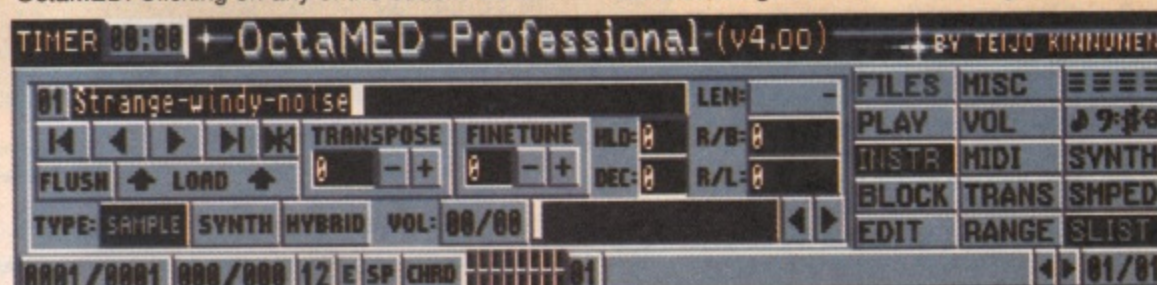 TIMER 00:00 OctaMED-Professional (v4.00) BY TEIJO KINNUNEN
01 Strange-windy-noise LEN: - FILES MISC
TRANSPOSE FINETUNE HLD: 0 R/B: 0 PLAY VOL
0 - + 0 - + INSTR MIDI SYNTH
FLUSH LOAD DEC: 0 R/L: 0 BLOCK TRANS SMPED
TYPE: SAMPLE SYNTH HYBRID VOL: 00/00 EDIT RANGE SLIST
0001/0001 000/000 12 E SP CHRD 01 01/01